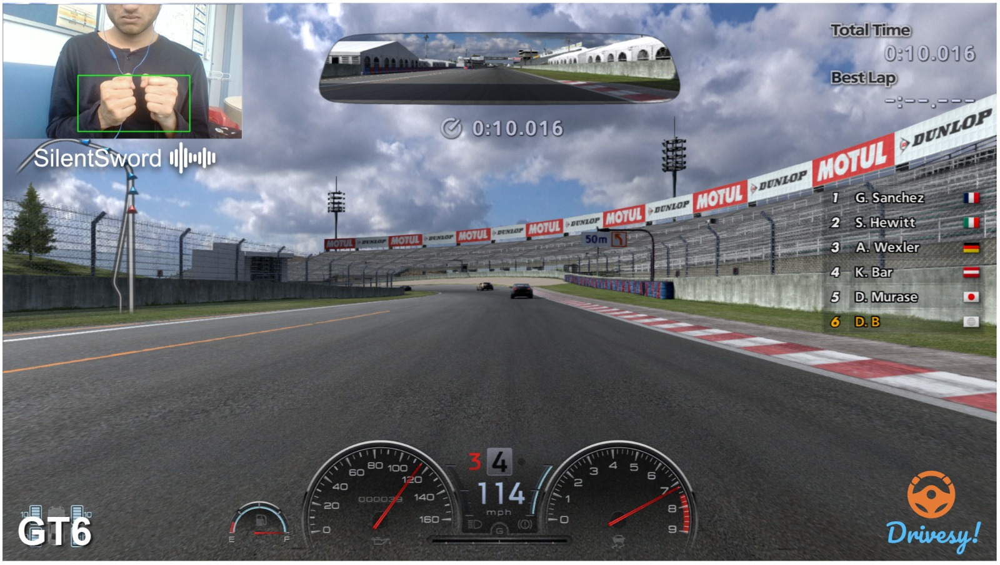 Total Time
0:10.016
Best Lap
-:--.---
0:10.016
SilentSword
DUNLOP
MOTUL
DUNLOP
MOTUL
DUNLOP
MOTUL
DUNLOP
MOTUL
DUNLOP
MOTUL
DUNLOP
MOTUL
DUNLOP
MOTUL
50m
1 G. Sanchez
2 S. Hewitt
3 A. Wexler
4 K. Bar
5 D. Murase
6 D. B
3 4
114
mph
0 20 40 60 80 100 120 140 160
000039
0 1 2 3 4 5 6 7 8 9
E F
G
10 10
GT6
Drivesy!